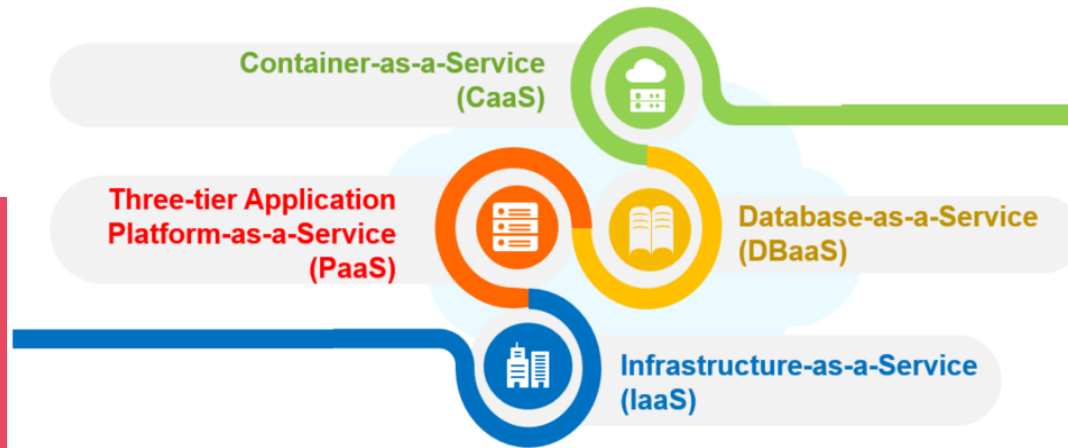 Container-as-a-Service
(CaaS)
Three-tier Application
Platform-as-a-Service
(PaaS)
Database-as-a-Service
(DBaaS)
Infrastructure-as-a-Service
(IaaS)